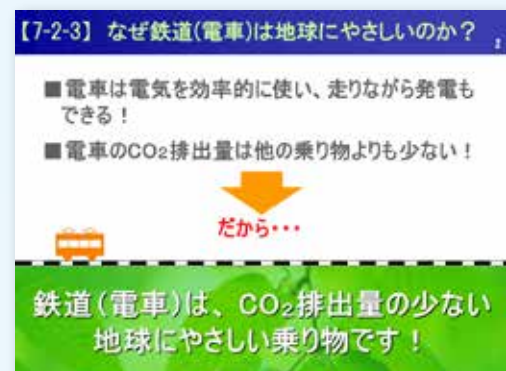 【7-2-3】 なぜ鉄道(電車)は地球にやさしいのか？
■電車は電気を効率的に使い、走りながら発電も
できる！
■電車のCO₂排出量は他の乗り物よりも少ない！
だから・・・
鉄道(電車)は、CO₂排出量の少ない
地球にやさしい乗り物です！